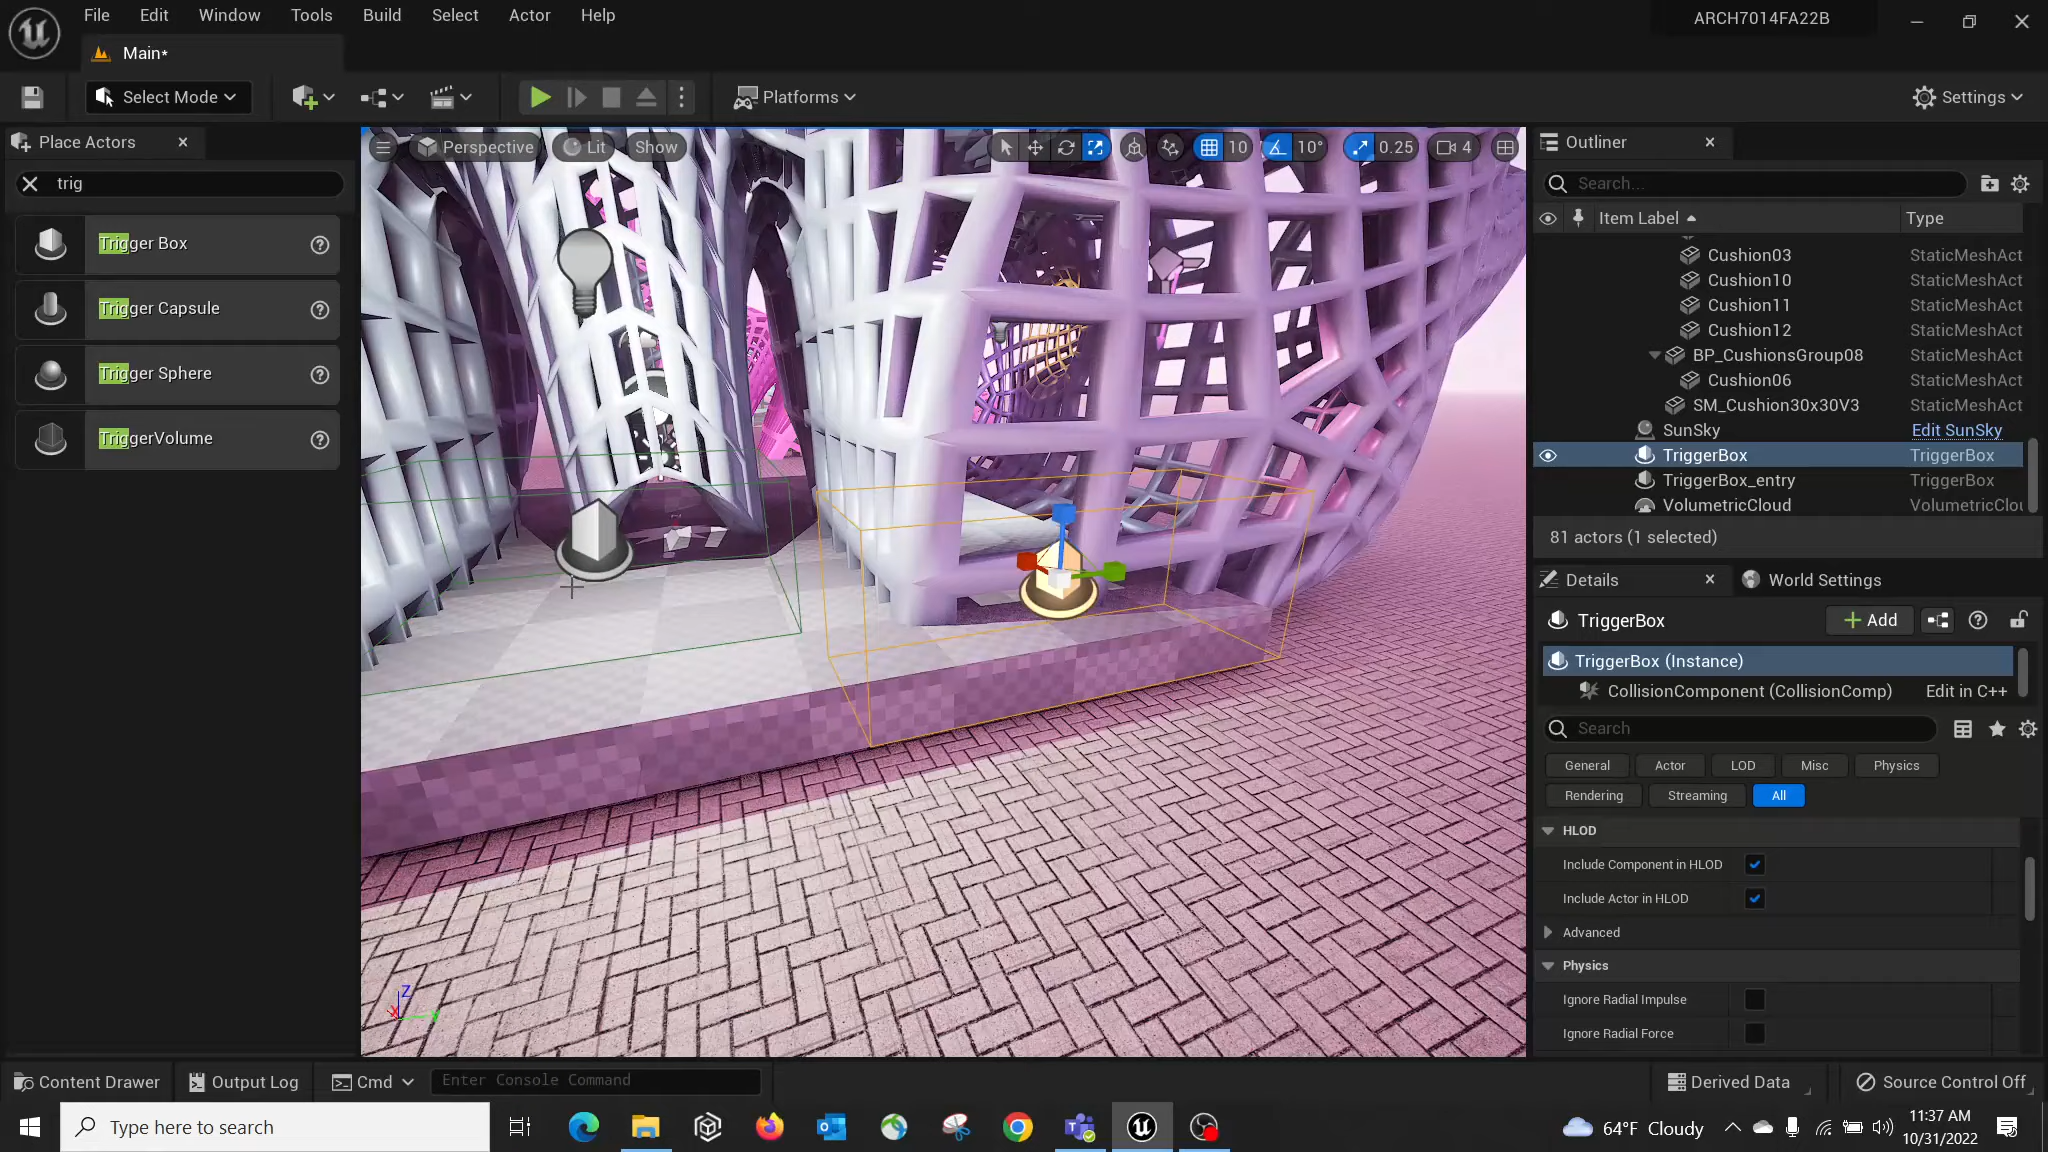 File Edit Window Tools Build Select Actor Help
ARCH7014FA22B
Main*
Select Mode
Platforms
Settings
Place Actors
trig
Trigger Box
Trigger Capsule
Trigger Sphere
TriggerVolume
Perspective Lit Show
10 10° 0.25 4
Z
X
Y
Outliner
Search...
Item Label Type
Cushion03 StaticMeshAct
Cushion10 StaticMeshAct
Cushion11 StaticMeshAct
Cushion12 StaticMeshAct
BP_CushionsGroup08 StaticMeshAct
Cushion06 StaticMeshAct
SM_Cushion30x30V3 StaticMeshAct
SunSky Edit SunSky
TriggerBox TriggerBox
TriggerBox_entry TriggerBox
VolumetricCloud VolumetricClou
81 actors (1 selected)
Details World Settings
TriggerBox Add
TriggerBox (Instance)
CollisionComponent (CollisionComp) Edit in C++
Search
General Actor LOD Misc Physics
Rendering Streaming All
HLOD
Include Component in HLOD
Include Actor in HLOD
Advanced
Physics
Ignore Radial Impulse
Ignore Radial Force
Content Drawer Output Log Cmd Enter Console Command
Derived Data Source Control Off
Type here to search
64°F Cloudy
11:37 AM
10/31/2022